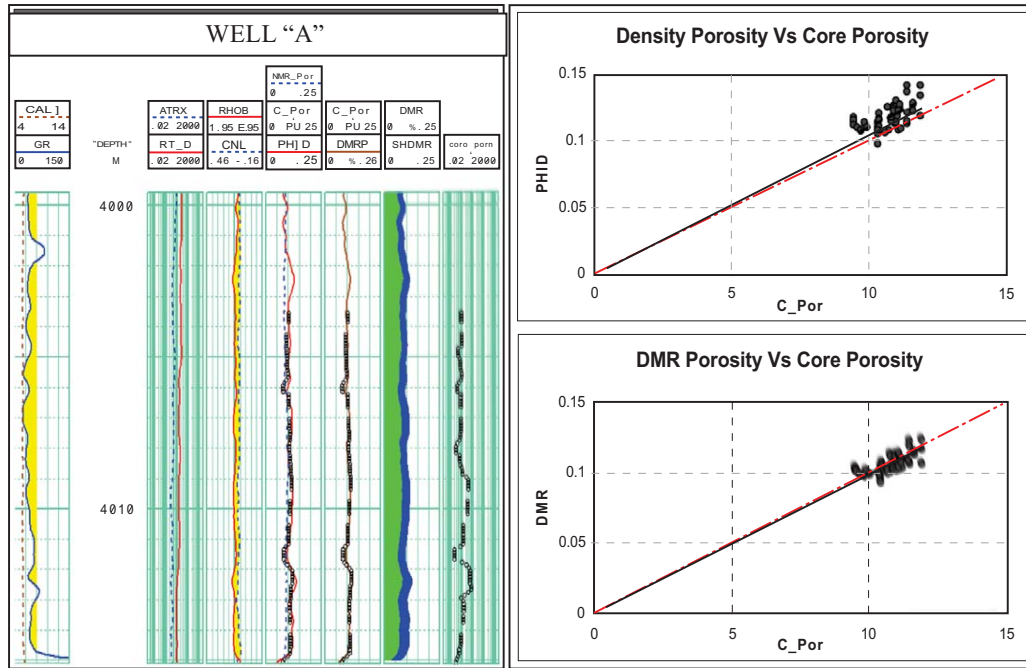 WELL “A”
NMR_Por
0 .25
CAL ]
4 14
ATRX
.02 2000
RHOB
1.95 E.95
C_Por
0 PU 25
C_Por
0 PU 25
DMR
0 %.25
GR
0 150
"DEPTH"
M
RT_D
.02 2000
CNL
.46 -.16
PH] D
0 .25
DMRP
0 %.26
SHDMR
0 .25
coro porn
.02 2000
4000
4010
Density Porosity Vs Core Porosity
0.15
0.10
0.05
0
PHID
0 5 10 15
C_Por
DMR Porosity Vs Core Porosity
0.15
0.1
0.05
0
DMR
0 5 10 15
C_Por